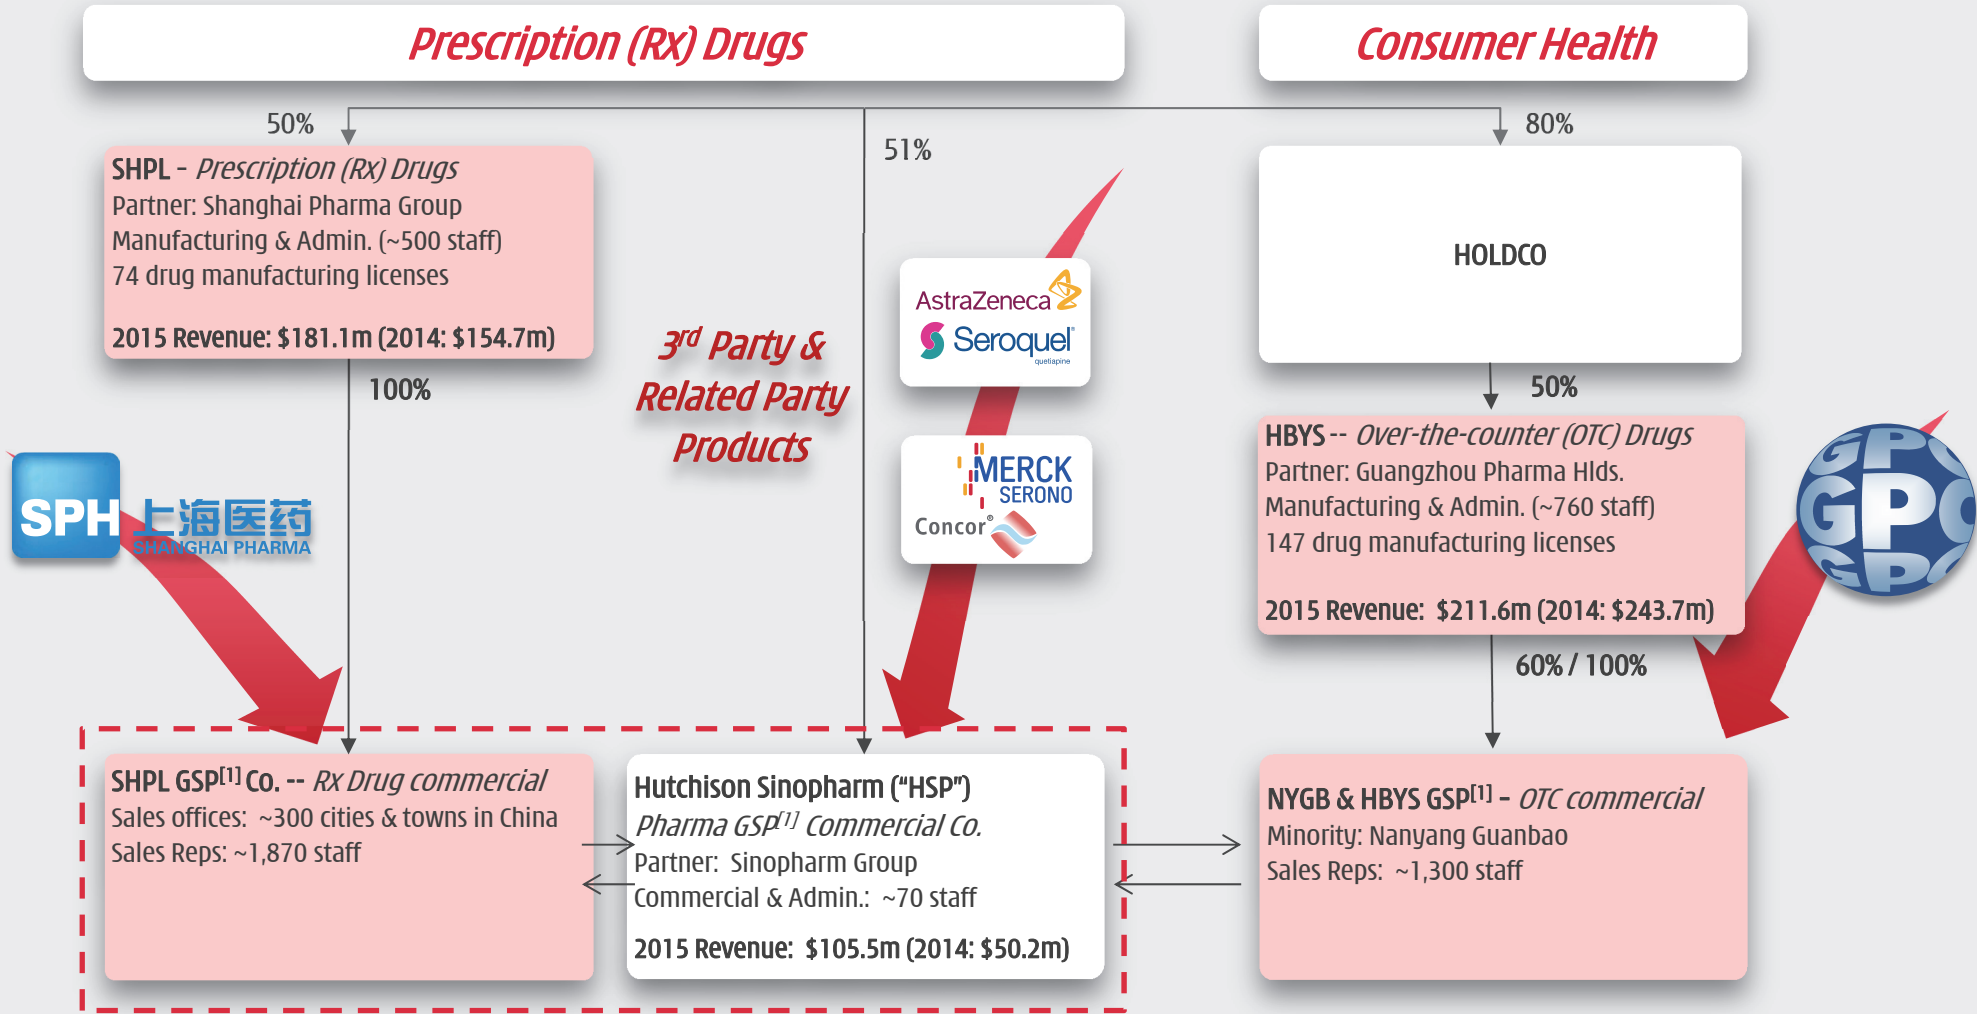 Prescription (Rx) Drugs
Consumer Health
50%
51%
80%
SHPL - Prescription (Rx) Drugs
Partner: Shanghai Pharma Group
Manufacturing & Admin. (~500 staff)
74 drug manufacturing licenses
2015 Revenue: $181.1m (2014: $154.7m)
100%
3rd Party &
Related Party
Products
AstraZeneca
Seroquel®
quetiapine
MERCK
SERONO
Concor®
HOLDCO
50%
HBYS -- Over-the-counter (OTC) Drugs
Partner: Guangzhou Pharma Hlds.
Manufacturing & Admin. (~760 staff)
147 drug manufacturing licenses
2015 Revenue: $211.6m (2014: $243.7m)
60% / 100%
SPH 上海医药
SHANGHAI PHARMA
GPC
GPC
GPC
SHPL GSP[1] Co. -- Rx Drug commercial
Sales offices: ~300 cities & towns in China
Sales Reps: ~1,870 staff
Hutchison Sinopharm (“HSP”)
Pharma GSP[1] Commercial Co.
Partner: Sinopharm Group
Commercial & Admin.: ~70 staff
2015 Revenue: $105.5m (2014: $50.2m)
NYGB & HBYS GSP[1] – OTC commercial
Minority: Nanyang Guanbao
Sales Reps: ~1,300 staff